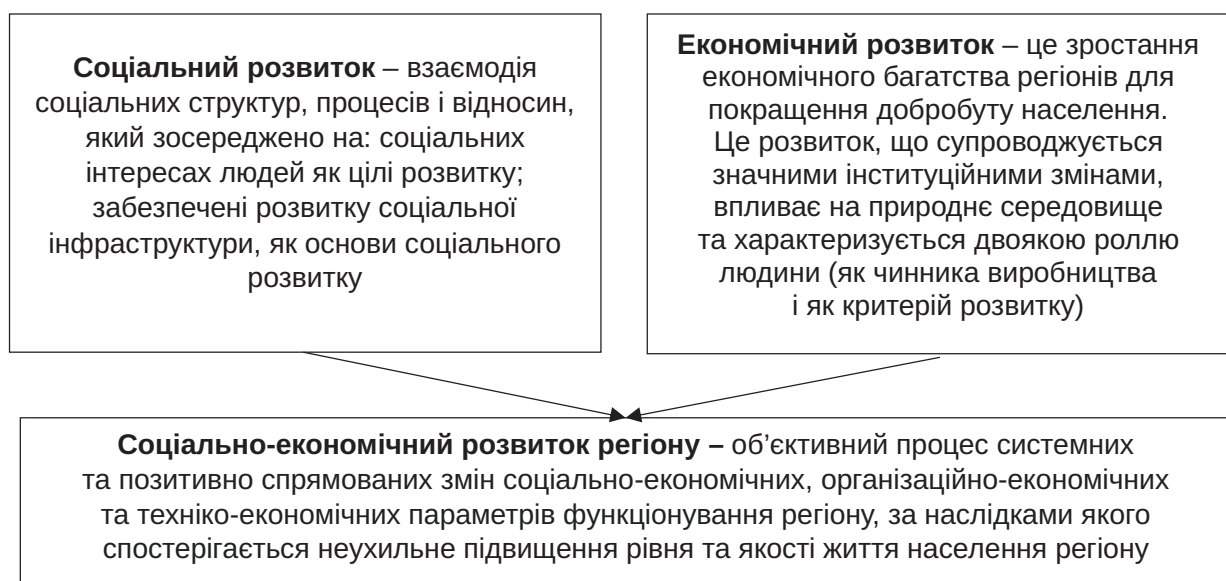 Соціальний розвиток – взаємодія
соціальних структур, процесів і відносин,
який зосереджено на: соціальних
інтересах людей як цілі розвитку;
забезпечені розвитку соціальної
інфраструктури, як основи соціального
розвитку
Економічний розвиток – це зростання
економічного багатства регіонів для
покращення добробуту населення.
Це розвиток, що супроводжується
значними інституційними змінами,
впливає на природнє середовище
та характеризується двоякою роллю
людини (як чинника виробництва
і як критерій розвитку)
Соціально-економічний розвиток регіону – об’єктивний процес системних
та позитивно спрямованих змін соціально-економічних, організаційно-економічних
та техніко-економічних параметрів функціонування регіону, за наслідками якого
спостерігається неухильне підвищення рівня та якості життя населення регіону